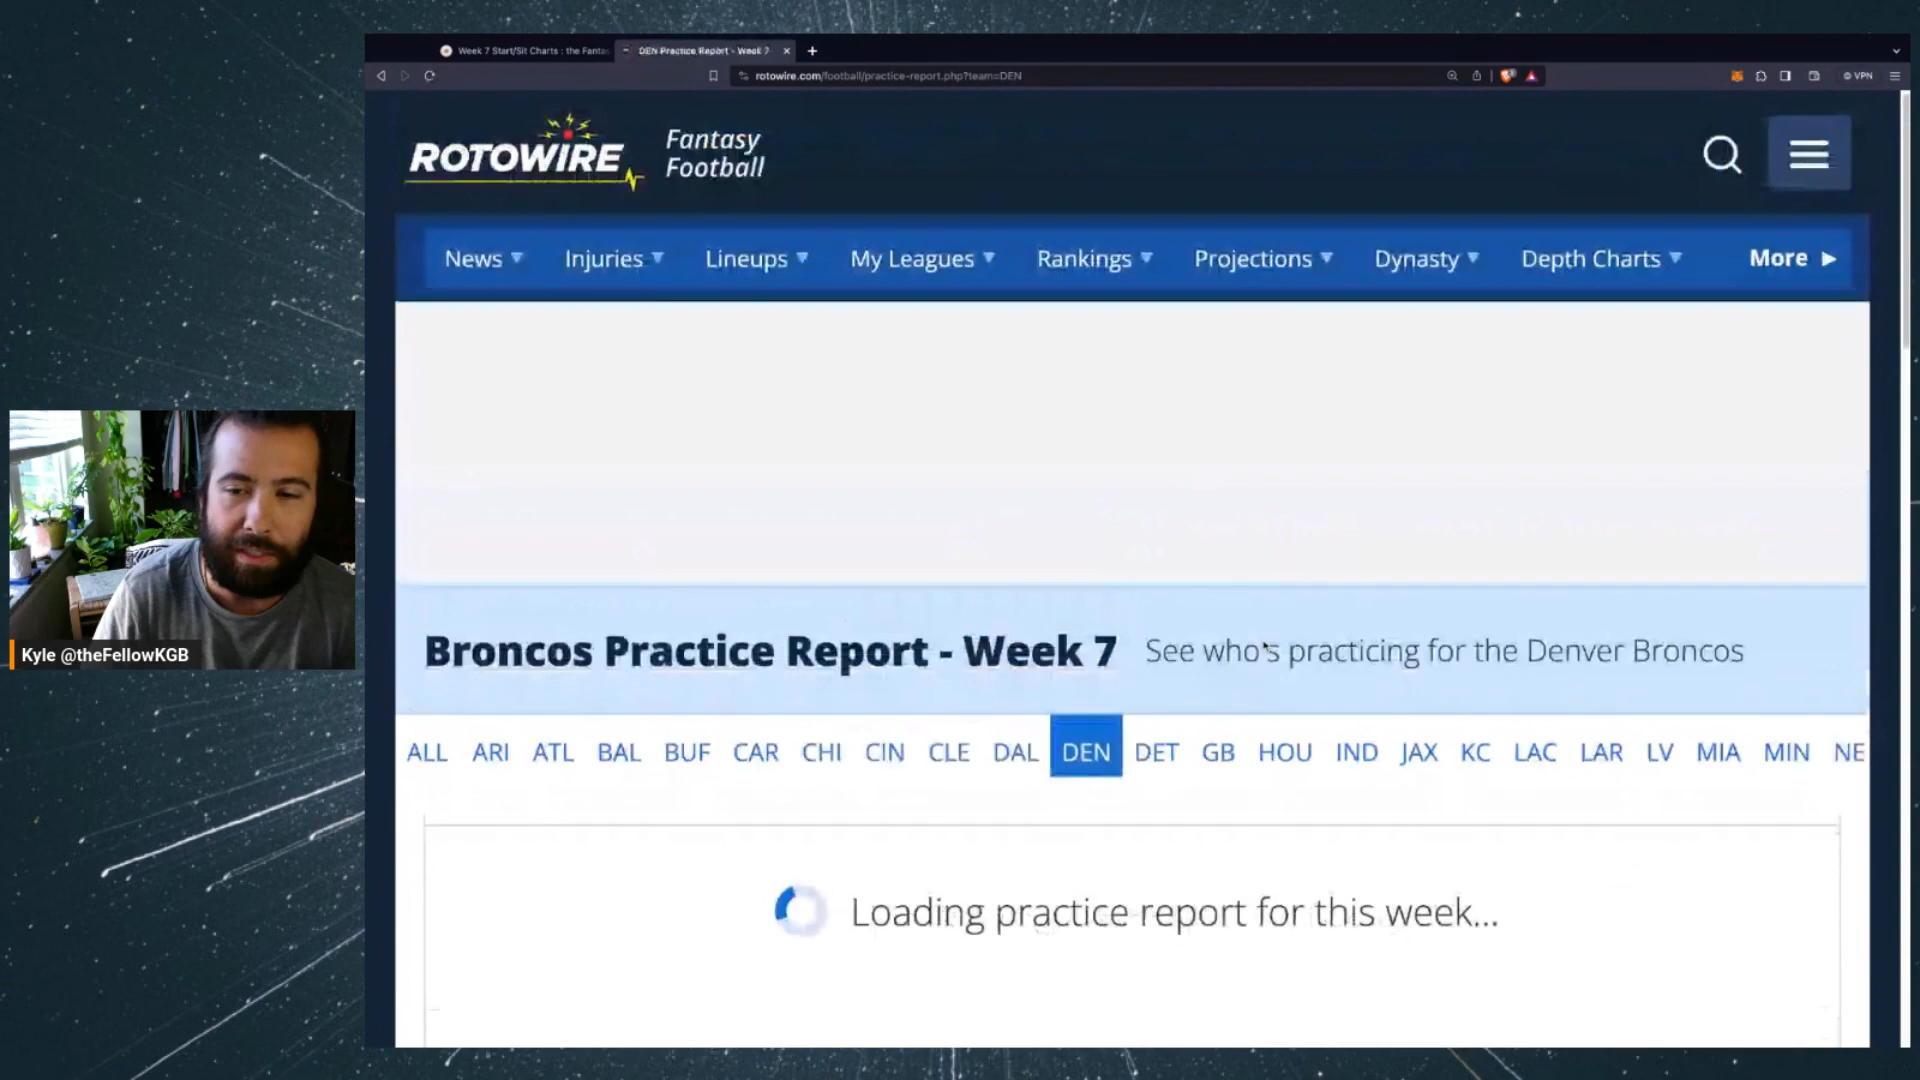 Week 7 Start/Sit Charts : the Fantas
DEN Practice Report - Week 7
rotowire.com/football/practice-report.php?team=DEN
VPN
ROTOWIRE
Fantasy
Football
News
Injuries
Lineups
My Leagues
Rankings
Projections
Dynasty
Depth Charts
More
Broncos Practice Report - Week 7
See who's practicing for the Denver Broncos
ALL ARI ATL BAL BUF CAR CHI CIN CLE DAL DEN DET GB HOU IND JAX KC LAC LAR LV MIA MIN NE
Loading practice report for this week...
Kyle @theFellowKGB